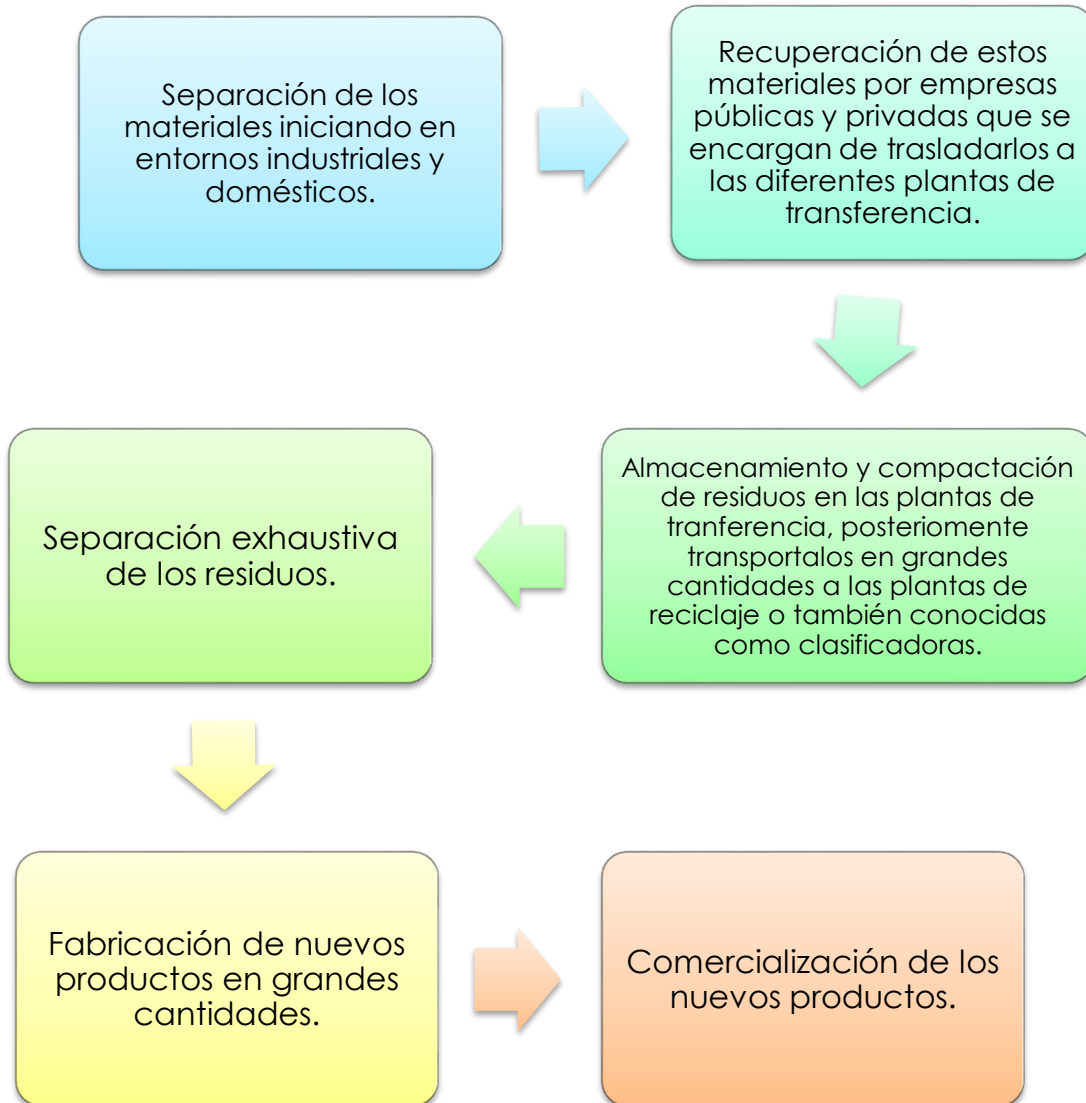 Separación de los
materiales iniciando en
entornos industriales y
domésticos.
Recuperación de estos
materiales por empresas
públicas y privadas que se
encargan de trasladarlos a
las diferentes plantas de
transferencia.
Almacenamiento y compactación
de residuos en las plantas de
tranferencia, posteriomente
transportalos en grandes
cantidades a las plantas de
reciclaje o también conocidas
como clasificadoras.
Separación exhaustiva
de los residuos.
Fabricación de nuevos
productos en grandes
cantidades.
Comercialización de los
nuevos productos.